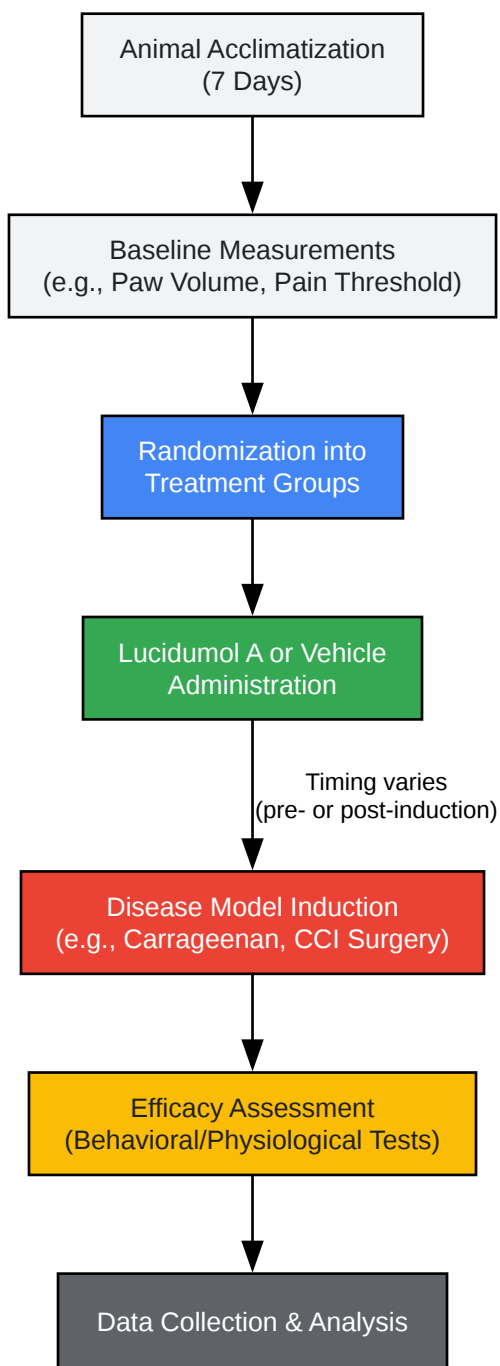 Animal Acclimatization
(7 Days)
Baseline Measurements
(e.g., Paw Volume, Pain Threshold)
Randomization into
Treatment Groups
Lucidumol A or Vehicle
Administration
Timing varies
(pre- or post-induction)
Disease Model Induction
(e.g., Carrageenan, CCI Surgery)
Efficacy Assessment
(Behavioral/Physiological Tests)
Data Collection & Analysis